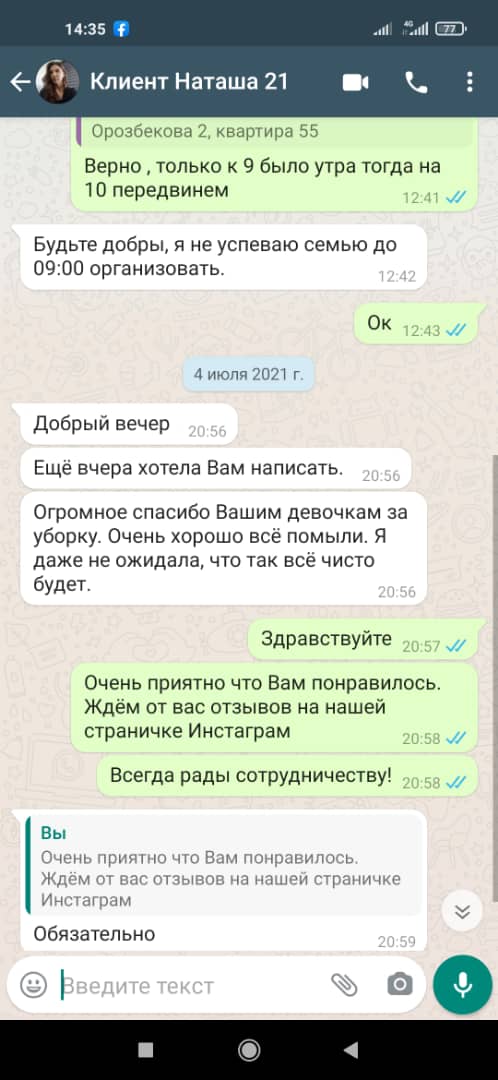 14:35
4G
77
Клиент Наташа 21
Орозбекова 2, квартира 55
Верно , только к 9 было утра тогда на
10 передвинем
12:41
Будьте добры, я не успеваю семью до
09:00 организовать.
12:42
Ок
12:43
4 июля 2021 г.
Добрый вечер
20:56
Ещё вчера хотела Вам написать.
20:56
Огромное спасибо Вашим девочкам за
уборку. Очень хорошо всё помыли. Я
даже не ожидала, что так всё чисто
будет.
20:56
Здравствуйте
20:57
Очень приятно что Вам понравилось.
Ждём от вас отзывов на нашей
страничке Инстаграм
20:58
Всегда рады сотрудничеству!
20:58
Вы
Очень приятно что Вам понравилось.
Ждём от вас отзывов на нашей страничке
Инстаграм
Обязательно
20:59
Введите текст